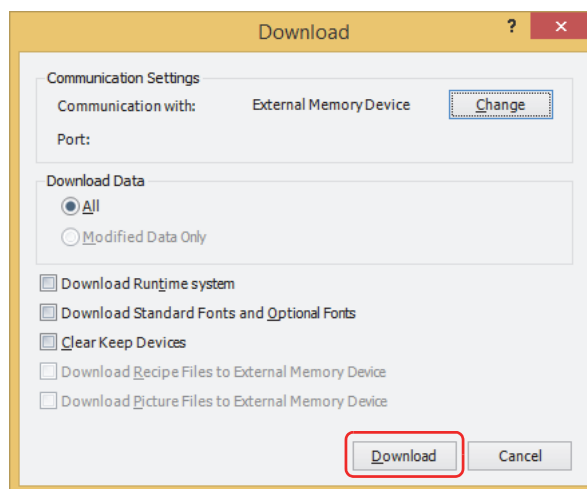 Download
?
Communication Settings
Communication with: External Memory Device Change
Port:
Download Data
All
Modified Data Only
Download Runtime system
Download Standard Fonts and Optional Fonts
Clear Keep Devices
Download Recipe Files to External Memory Device
Download Picture Files to External Memory Device
Download Cancel